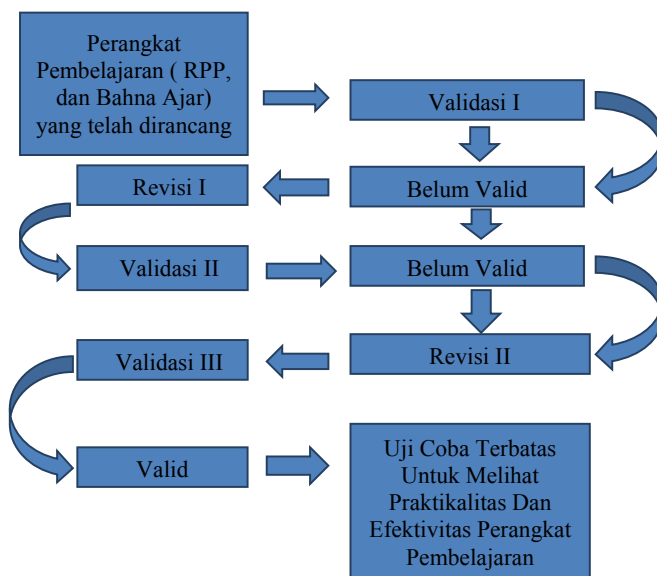 Perangkat
Pembelajaran ( RPP,
dan Bahna Ajar)
yang telah dirancang
Validasi I
Belum Valid
Revisi I
Validasi II
Belum Valid
Revisi II
Validasi III
Valid
Uji Coba Terbatas
Untuk Melihat
Praktikalitas Dan
Efektivitas Perangkat
Pembelajaran